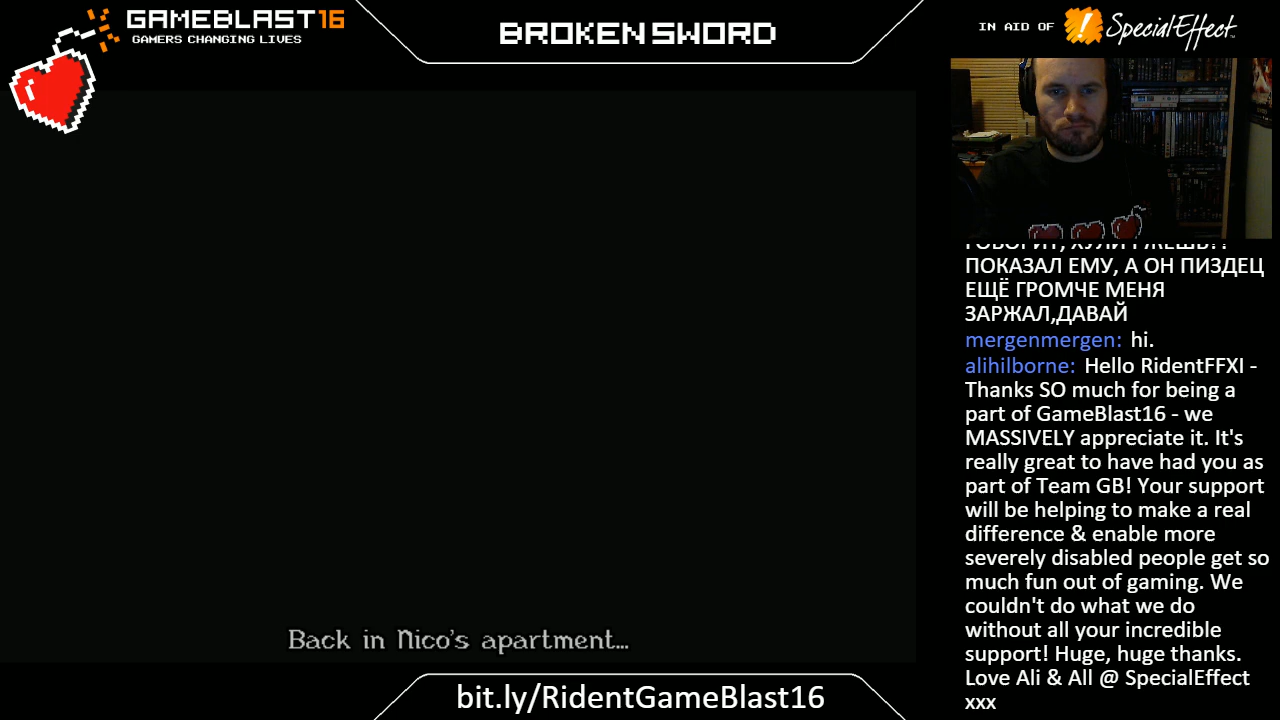 GAMEBLAST16
GAMERS CHANGING LIVES
BROKEN SWORD
IN AID OF ! SpecialEffect™
ПОКАЗАЛ ЕМУ, А ОН ПИЗДЕЦ
ЕЩЁ ГРОМЧЕ МЕНЯ
ЗАРЖАЛ,ДАВАЙ
mergenmergen: hi.
alihilborne: Hello RidentFFXI -
Thanks SO much for being a
part of GameBlast16 - we
MASSIVELY appreciate it. It's
really great to have had you as
part of Team GB! Your support
will be helping to make a real
difference & enable more
severely disabled people get so
much fun out of gaming. We
couldn't do what we do
without all your incredible
support! Huge, huge thanks.
Love Ali & All @ SpecialEffect
xxx
Back in Nico's apartment...
bit.ly/RidentGameBlast16